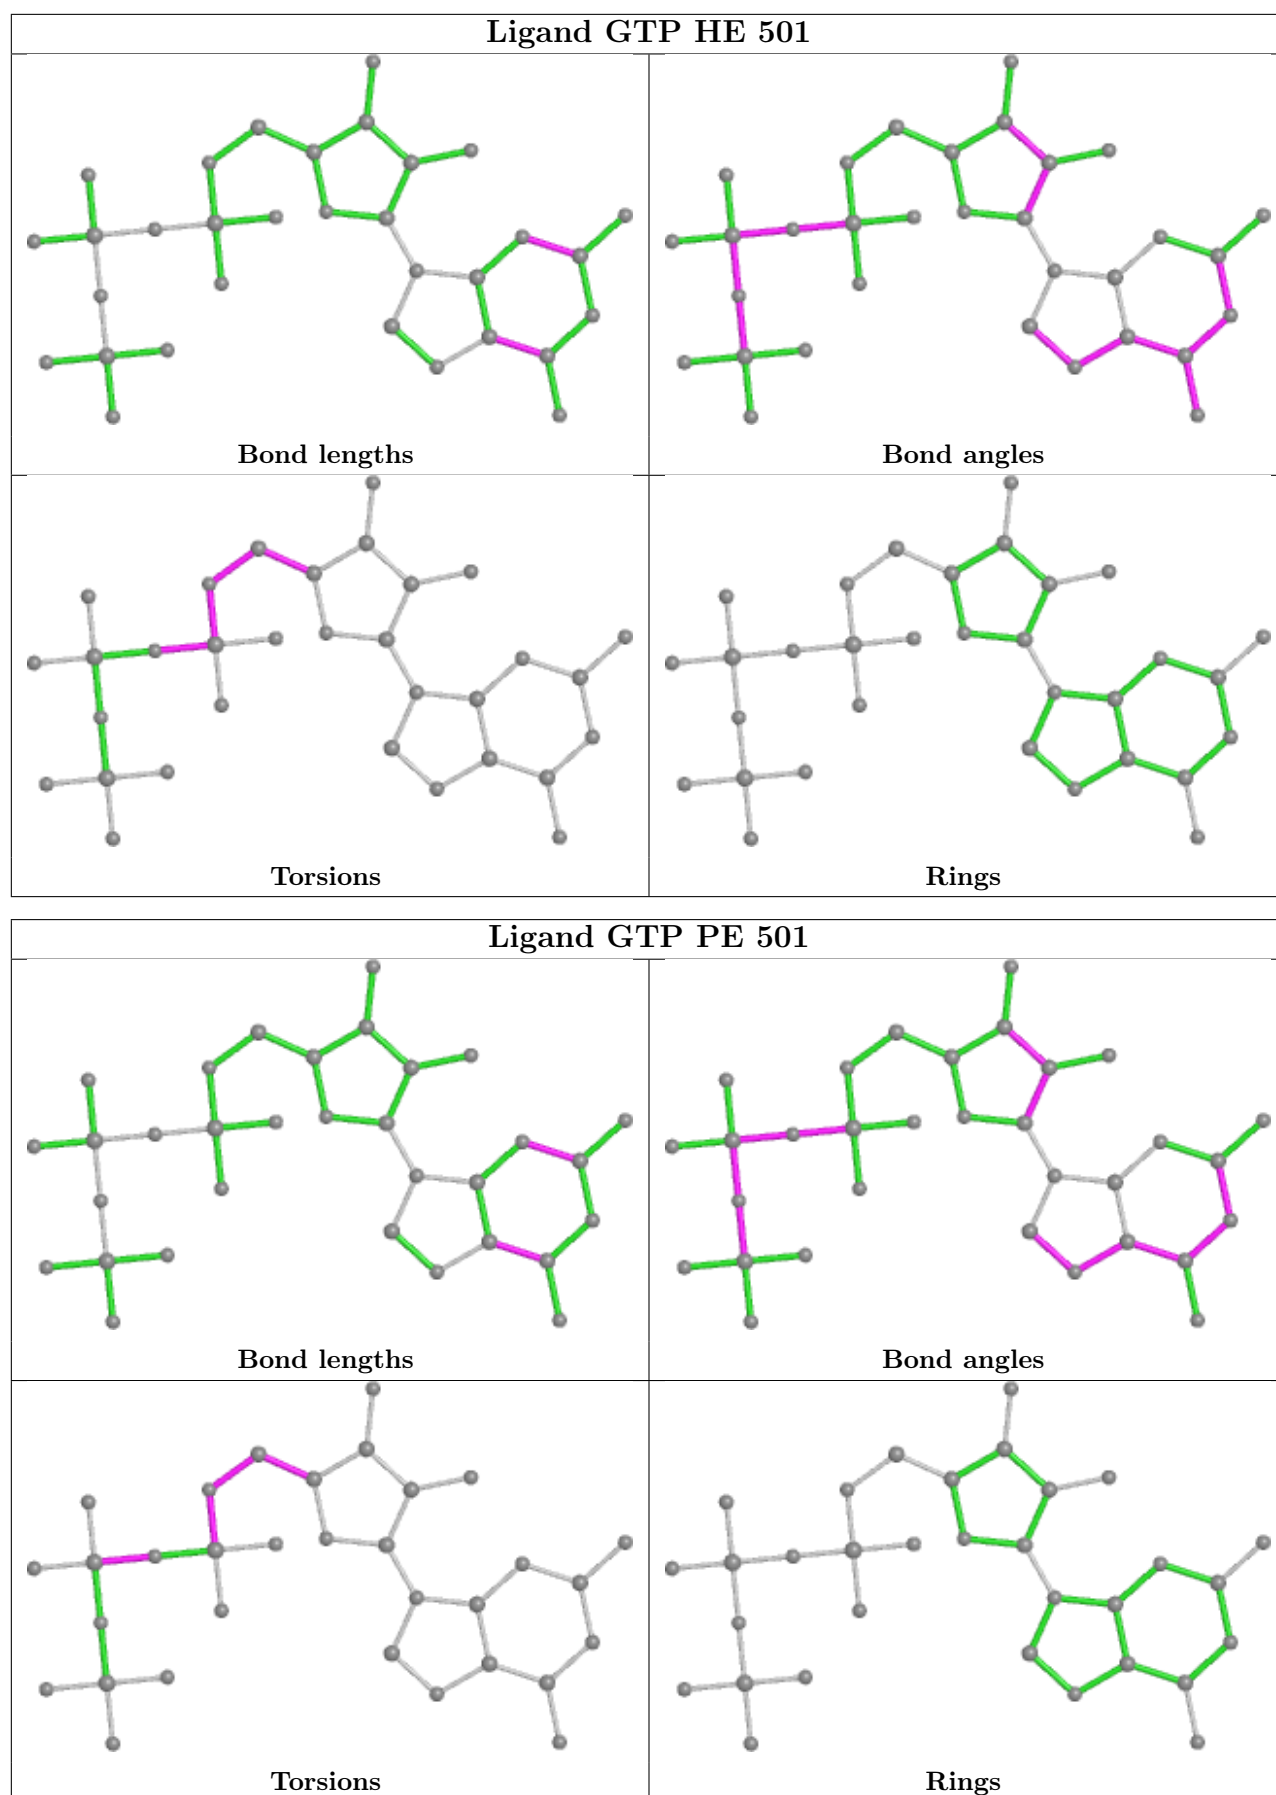 Ligand GTP HE 501
Bond lengths
Bond angles
Torsions
Rings
Ligand GTP PE 501
Bond lengths
Bond angles
Torsions
Rings